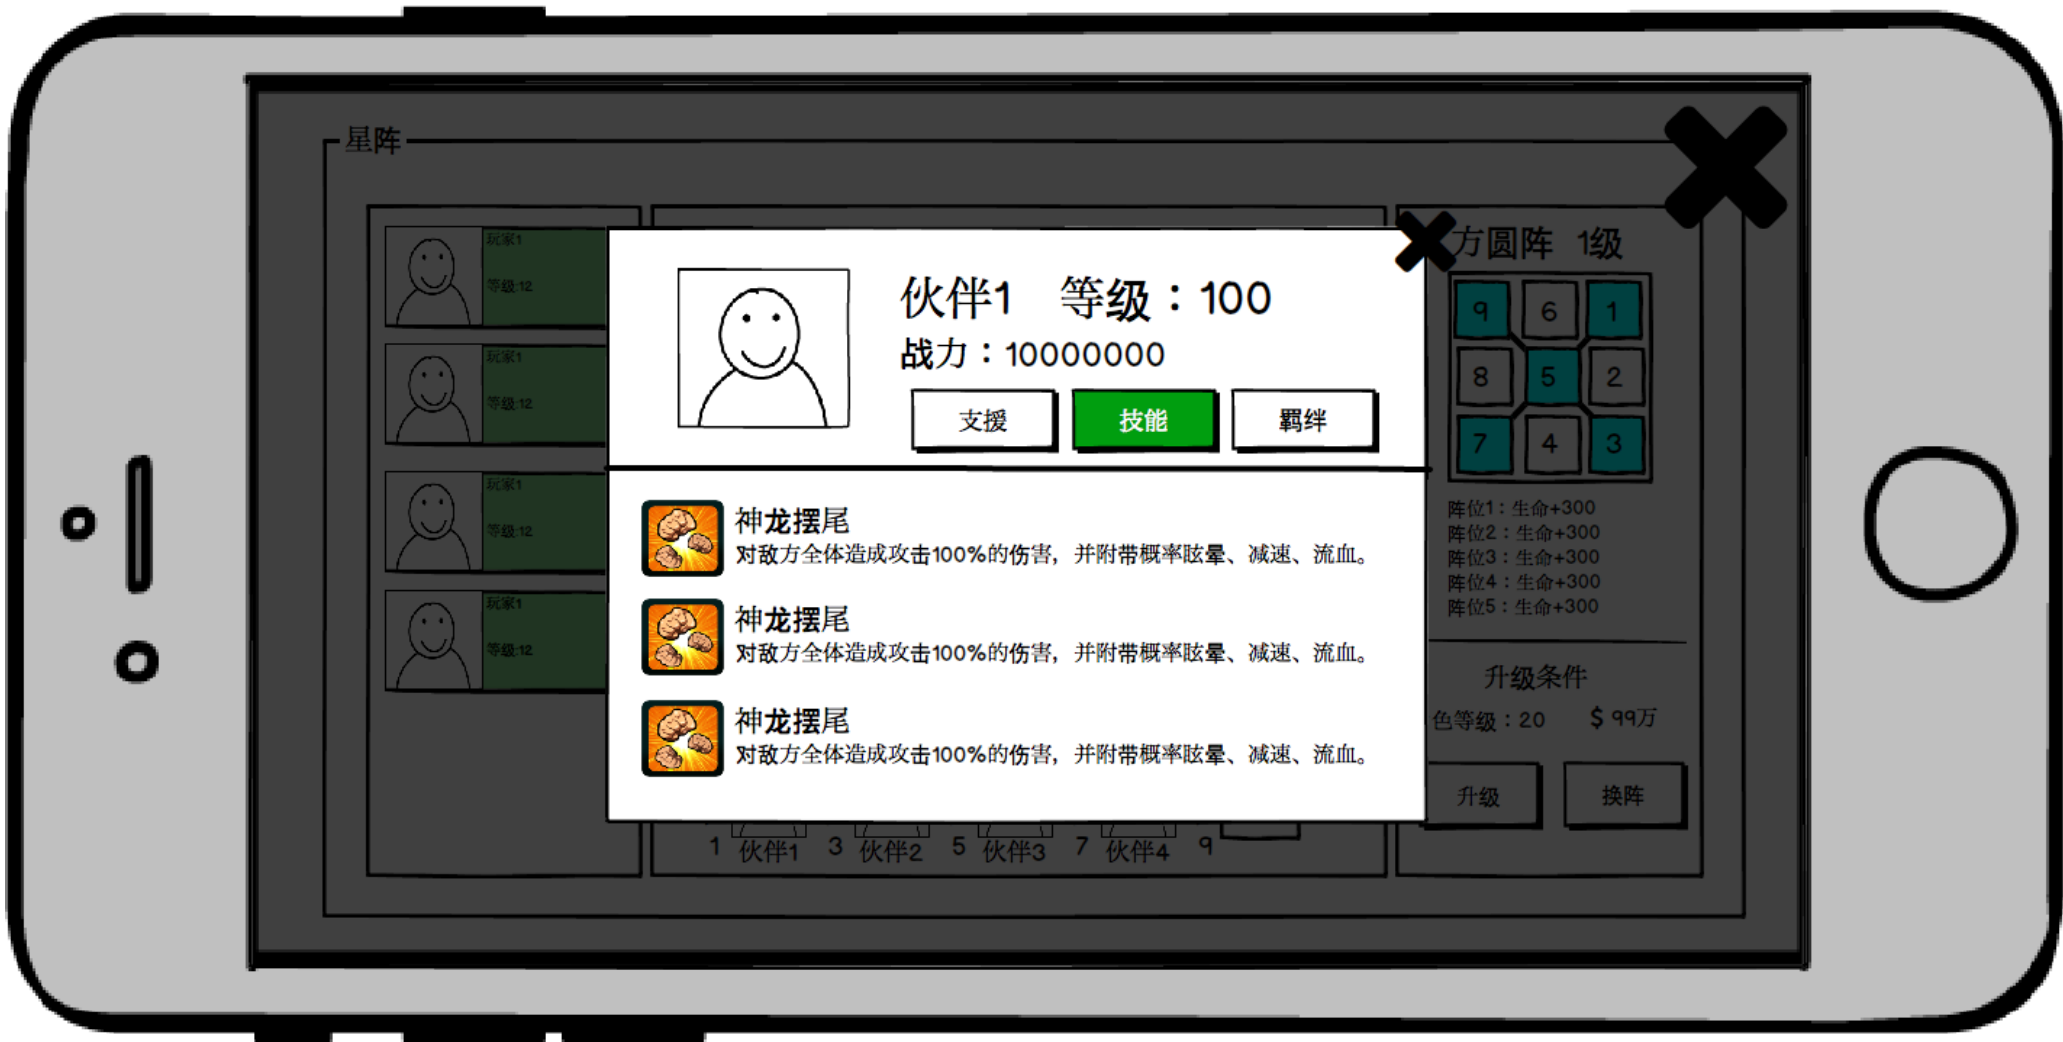 星阵
玩家1
等级:12
玩家1
等级:12
玩家1
等级:12
玩家1
等级:12
伙伴1 等级：100
战力：10000000
支援 技能 羁绊
神龙摆尾
对敌方全体造成攻击100%的伤害，并附带概率眩晕、减速、流血。
神龙摆尾
对敌方全体造成攻击100%的伤害，并附带概率眩晕、减速、流血。
神龙摆尾
对敌方全体造成攻击100%的伤害，并附带概率眩晕、减速、流血。
1 伙伴1 3 伙伴2 5 伙伴3 7 伙伴4 9
方圆阵 1级
9 6 1
8 5 2
7 4 3
阵位1：生命+300
阵位2：生命+300
阵位3：生命+300
阵位4：生命+300
阵位5：生命+300
升级条件
色等级：20 $ 99万
升级 换阵